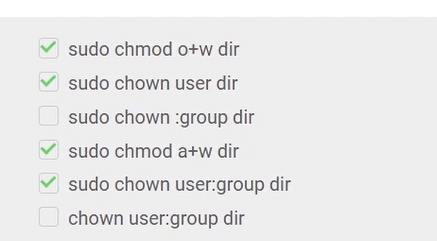 sudo chmod o+w dir
sudo chown user dir
sudo chown :group dir
sudo chmod a+w dir
sudo chown user:group dir
chown user:group dir